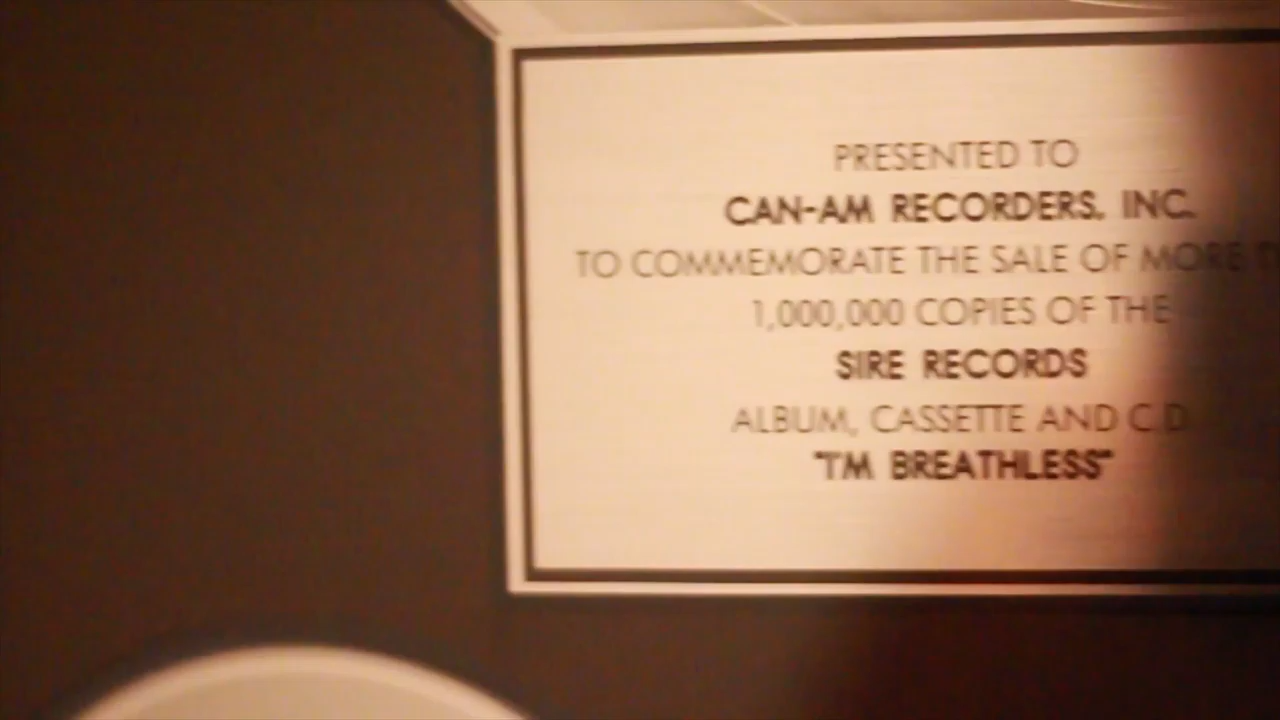 PRESENTED TO
CAN-AM RECORDERS, INC.
TO COMMEMORATE THE SALE OF MORE
1,000,000 COPIES OF THE
SIRE RECORDS
ALBUM, CASSETTE AND C.D.
"I'M BREATHLESS"